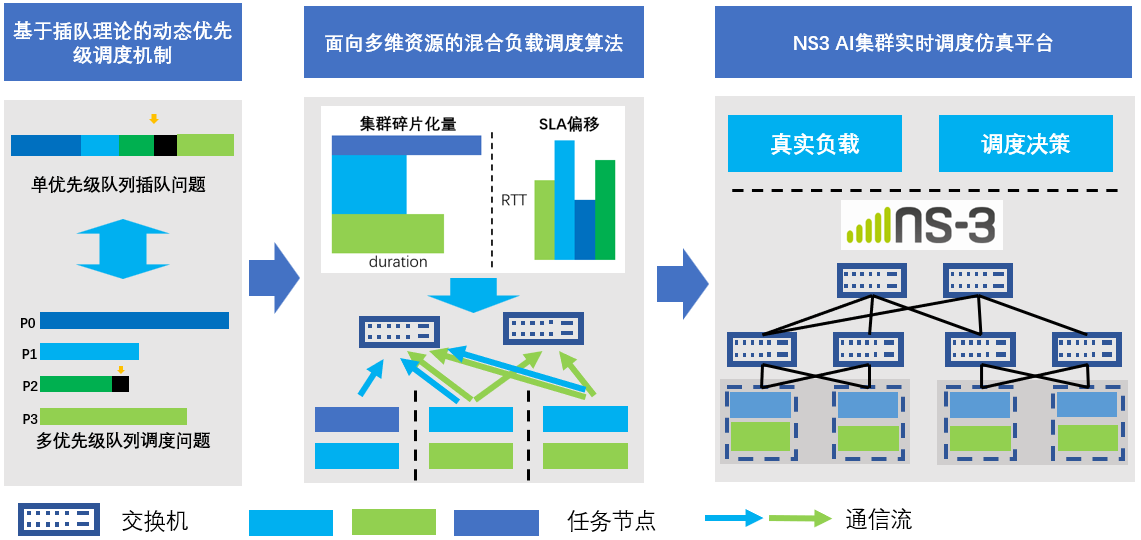 基于插队理论的动态优先
级调度机制
单优先级队列插队问题
P0
P1
P2
P3
多优先级队列调度问题
面向多维资源的混合负载调度算法
集群碎片化量
duration
SLA偏移
RTT
NS3 AI集群实时调度仿真平台
真实负载
调度决策
NS-3
交换机
任务节点
通信流